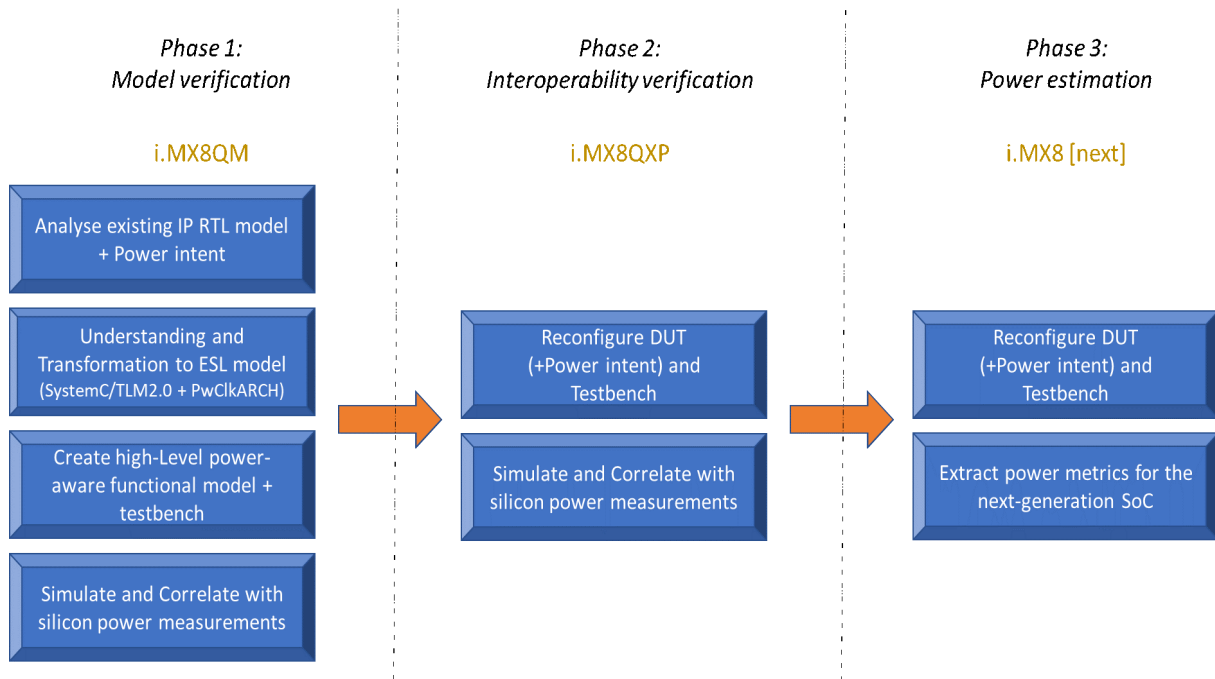 Phase 1:
Model verification
i.MX8QM
Analyse existing IP RTL model
+ Power intent
Understanding and
Transformation to ESL model
(SystemC/TLM2.0 + PwClkARCH)
Create high-Level power-
aware functional model +
testbench
Simulate and Correlate with
silicon power measurements
Phase 2:
Interoperability verification
i.MX8QXP
Reconfigure DUT
(+Power intent) and
Testbench
Simulate and Correlate with
silicon power measurements
Phase 3:
Power estimation
i.MX8 [next]
Reconfigure DUT
(+Power intent) and
Testbench
Extract power metrics for the
next-generation SoC